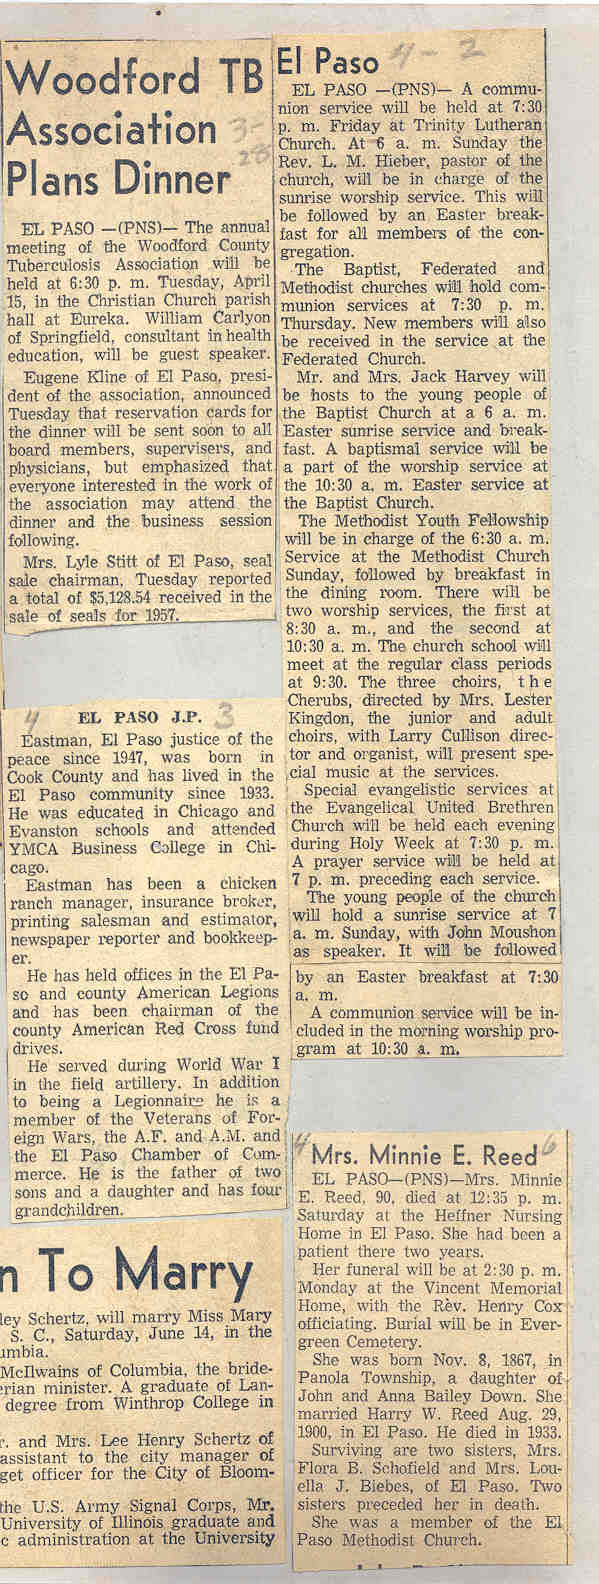 Woodford TB
Association
3-
28
Plans Dinner
EL PASO —(PNS)— The annual
meeting of the Woodford County
Tuberculosis Association will be
held at 6:30 p. m. Tuesday, April
15, in the Christian Church parish
hall at Eureka. William Carlyon
of Springfield, consultant in health
education, will be guest speaker.
Eugene Kline of El Paso, presi-
dent of the association, announced
Tuesday that reservation cards for
the dinner will be sent soon to all
board members, supervisers, and
physicians, but emphasized that
everyone interested in the work of
the association may attend the
dinner and the business session
following.
Mrs. Lyle Stitt of El Paso, seal
sale chairman, Tuesday reported
a total of $5,128.54 received in the
sale of seals for 1957.
4 EL PASO J.P. 3
Eastman, El Paso justice of the
peace since 1947, was born in
Cook County and has lived in the
El Paso community since 1933.
He was educated in Chicago and
Evanston schools and attended
YMCA Business College in Chi-
cago.
Eastman has been a chicken
ranch manager, insurance broker,
printing salesman and estimator,
newspaper reporter and bookkeep-
er.
He has held offices in the El Pa-
so and county American Legions
and has been chairman of the
county American Red Cross fund
drives.
He served during World War I
in the field artillery. In addition
to being a Legionnaire he is a
member of the Veterans of For-
eign Wars, the A.F. and A.M. and
the El Paso Chamber of Com-
merce. He is the father of two
sons and a daughter and has four
grandchildren.
n To Marry
ley Schertz, will marry Miss Mary
S. C., Saturday, June 14, in the
umbia.
McIlwains of Columbia, the bride-
erian minister. A graduate of Lan-
degree from Winthrop College in
r. and Mrs. Lee Henry Schertz of
assistant to the city manager of
get officer for the City of Bloom-
the U.S. Army Signal Corps, Mr.
University of Illinois graduate and
c administration at the University
El Paso 4-2
EL PASO —(PNS)— A commu-
nion service will be held at 7:30
p. m. Friday at Trinity Lutheran
Church. At 6 a. m. Sunday the
Rev. L. M. Hieber, pastor of the
church, will be in charge of the
sunrise worship service. This will
be followed by an Easter break-
fast for all members of the con-
gregation.
The Baptist, Federated and
Methodist churches will hold com-
munion services at 7:30 p. m.
Thursday. New members will also
be received in the service at the
Federated Church.
Mr. and Mrs. Jack Harvey will
be hosts to the young people of
the Baptist Church at a 6 a. m.
Easter sunrise service and break-
fast. A baptismal service will be
a part of the worship service at
the 10:30 a, m. Easter service at
the Baptist Church.
The Methodist Youth Fellowship
will be in charge of the 6:30 a. m.
Service at the Methodist Church
Sunday, followed by breakfast in
the dining room. There will be
two worship services, the first at
8:30 a. m., and the second at
10:30 a. m. The church school will
meet at the regular class periods
at 9:30. The three choirs, the
Cherubs, directed by Mrs. Lester
Kingdon, the junior and adult
choirs, with Larry Cullison direc-
tor and organist, will present spe-
cial music at the services.
Special evangelistic services at
the Evangelical United Brethren
Church will be held each evening
during Holy Week at 7:30 p. m.
A prayer service will be held at
7 p. m. preceding each service.
The young people of the church
will hold a sunrise service at 7
a. m. Sunday, with John Moushon
as speaker. It will be followed
by an Easter breakfast at 7:30
a. m.
A communion service will be in-
cluded in the morning worship pro-
gram at 10:30 a. m.
4 Mrs. Minnie E. Reed 6
EL PASO—(PNS)—Mrs. Minnie
E. Reed, 90, died at 12:35 p. m.
Saturday at the Heffner Nursing
Home in El Paso. She had been a
patient there two years.
Her funeral will be at 2:30 p. m.
Monday at the Vincent Memorial
Home, with the Rev. Henry Cox
officiating. Burial will be in Ever-
green Cemetery.
She was born Nov. 8, 1867, in
Panola Township, a daughter of
John and Anna Bailey Down. She
married Harry W. Reed Aug. 29,
1900, in El Paso. He died in 1933.
Surviving are two sisters, Mrs.
Flora B. Schofield and Mrs. Lou-
ella J. Biebes, of El Paso. Two
sisters preceded her in death.
She was a member of the El
Paso Methodist Church.